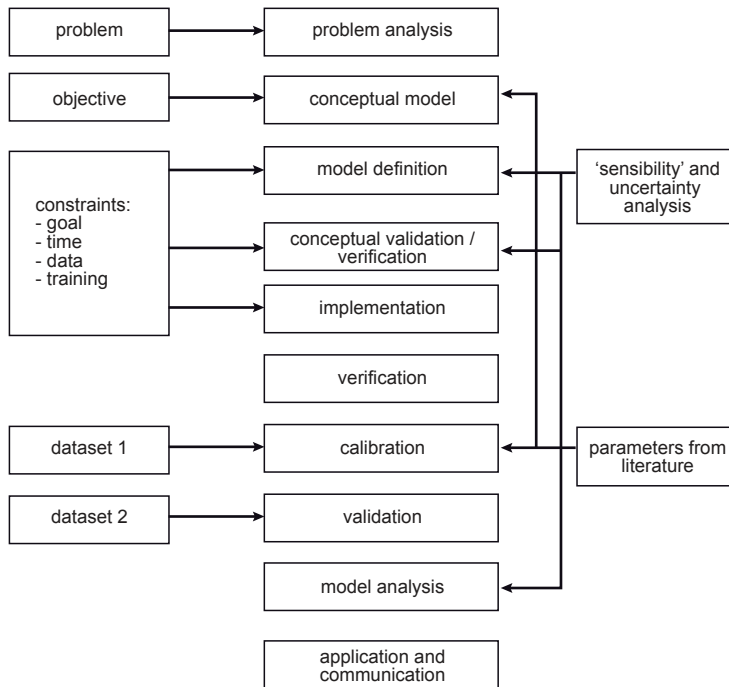 problem
problem analysis
objective
conceptual model
constraints:
- goal
- time
- data
- training
model definition
conceptual validation /
verification
implementation
verification
dataset 1
calibration
dataset 2
validation
model analysis
application and
communication
‘sensibility’ and
uncertainty
analysis
parameters from
literature